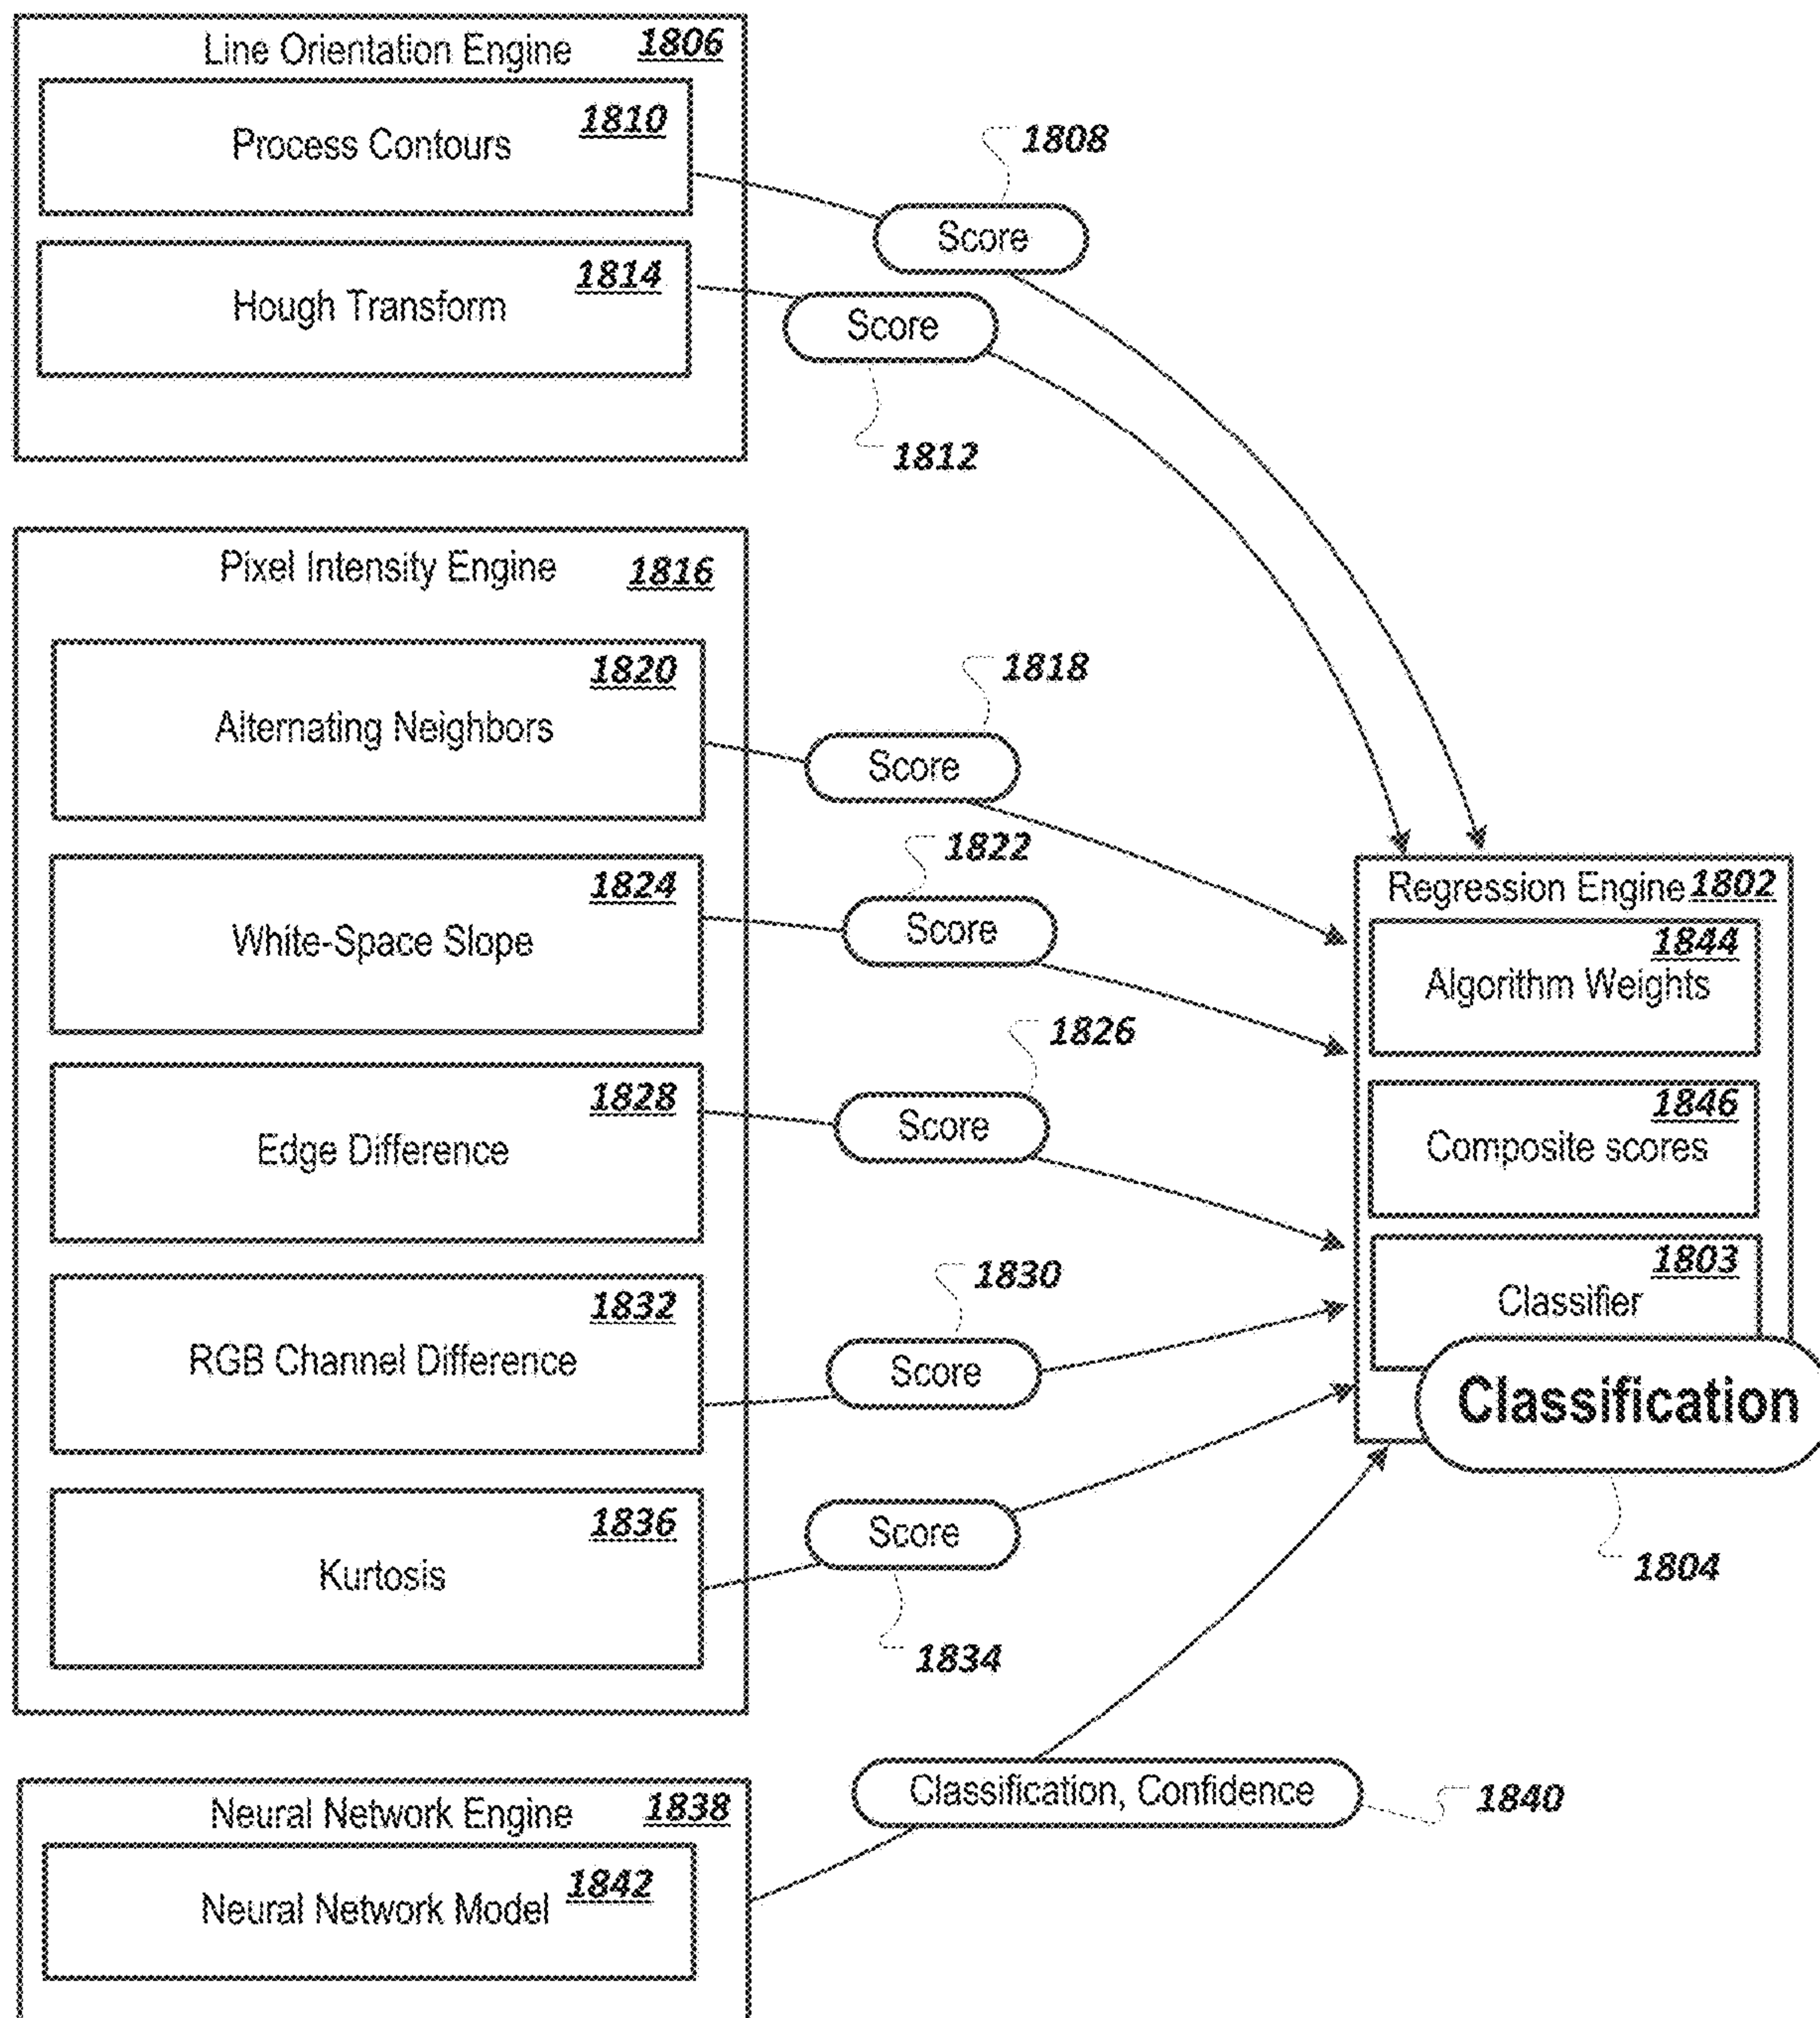 Line Orientation Engine 1806
1810
Process Contours
1808
Score
1814
Hough Transform
Score
1812
Pixel Intensity Engine 1816
1820
Alternating Neighbors
1818
Score
1824
White-Space Slope
1822
Score
1828
Edge Difference
1826
Score
1832
RGB Channel Difference
1830
Score
1836
Kurtosis
Score
1834
Regression Engine 1802
1844
Algorithm Weights
1846
Composite scores
1803
Classifier
Classification
1804
Neural Network Engine 1838
1842
Neural Network Model
Classification, Confidence
1840